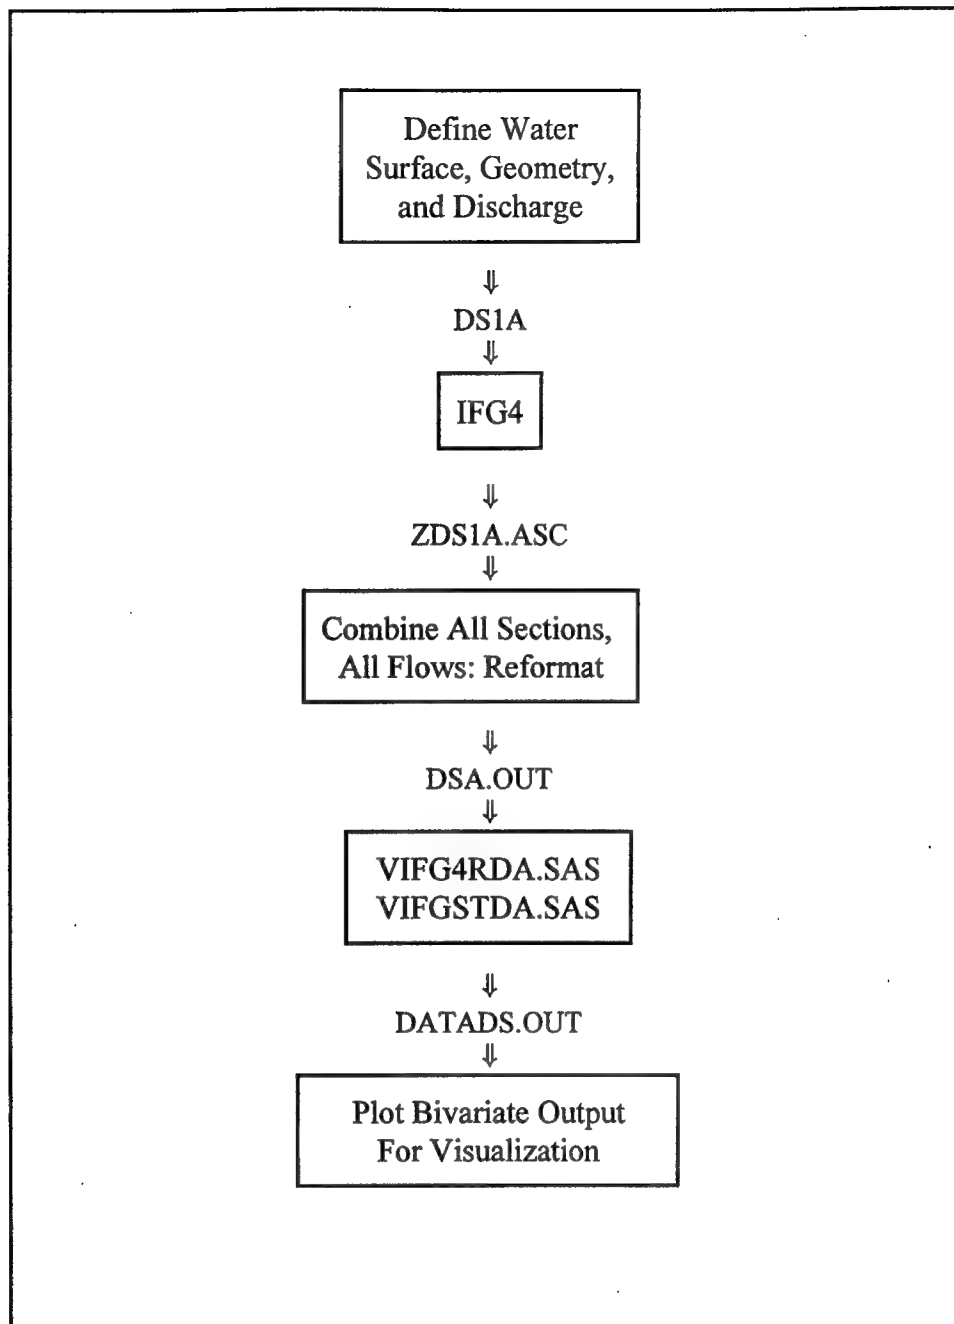 Define Water
Surface, Geometry,
and Discharge
⇓
DS1A
⇓
IFG4
⇓
ZDS1A.ASC
⇓
Combine All Sections,
All Flows: Reformat
⇓
DSA.OUT
⇓
VIFG4RDA.SAS
VIFGSTDA.SAS
⇓
DATADS.OUT
⇓
Plot Bivariate Output
For Visualization